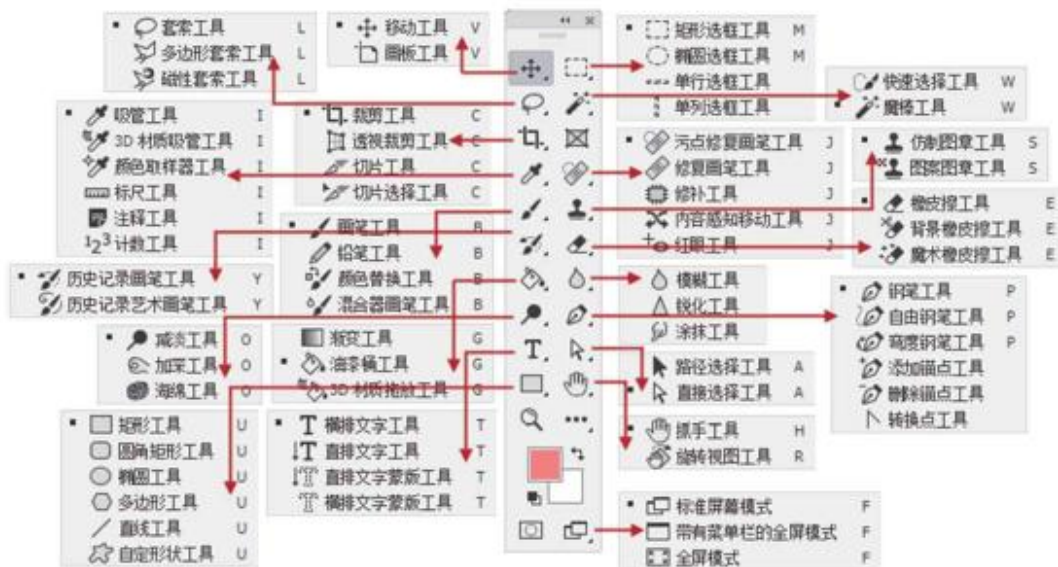 套索工具 L
多边形套索工具 L
磁性套索工具 L
移动工具 V
画板工具 V
矩形选框工具 M
椭圆选框工具 M
单行选框工具
单列选框工具
快速选择工具 W
魔棒工具 W
吸管工具 I
3D 材质吸管工具 I
颜色取样器工具 I
标尺工具 I
注释工具 I
计数工具 I
裁剪工具 C
透视裁剪工具 C
切片工具 C
切片选择工具 C
污点修复画笔工具 J
修复画笔工具 J
修补工具 J
内容感知移动工具 J
红眼工具 J
仿制图章工具 S
图案图章工具 S
橡皮擦工具 E
背景橡皮擦工具 E
魔术橡皮擦工具 E
画笔工具 B
铅笔工具 B
颜色替换工具 B
混合器画笔工具 B
历史记录画笔工具 Y
历史记录艺术画笔工具 Y
模糊工具
锐化工具
涂抹工具
钢笔工具 P
自由钢笔工具 P
弯度钢笔工具 P
添加锚点工具
删除锚点工具
转换点工具
减淡工具 O
加深工具 O
海绵工具 O
渐变工具 G
油漆桶工具 G
3D 材质拖放工具 G
路径选择工具 A
直接选择工具 A
矩形工具 U
圆角矩形工具 U
椭圆工具 U
多边形工具 U
直线工具 U
自定形状工具 U
横排文字工具 T
直排文字工具 T
直排文字蒙版工具 T
横排文字蒙版工具 T
抓手工具 H
旋转视图工具 R
标准屏幕模式 F
带有菜单栏的全屏模式 F
全屏模式 F